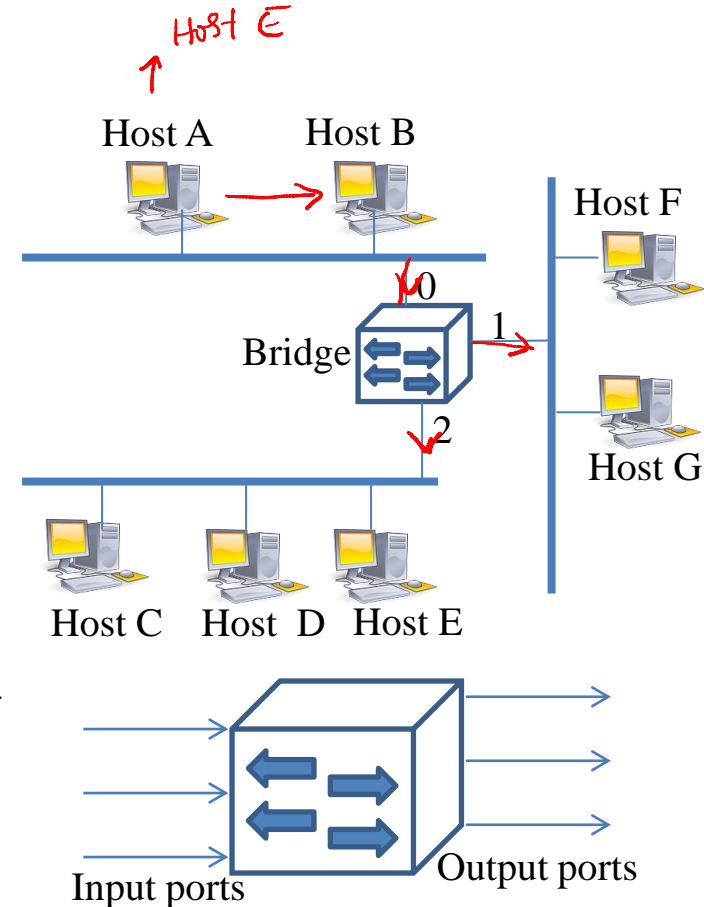 Host E
Host A Host B
Host F
0
1
Bridge
2
Host G
Host C Host D Host E
Output ports
Input ports